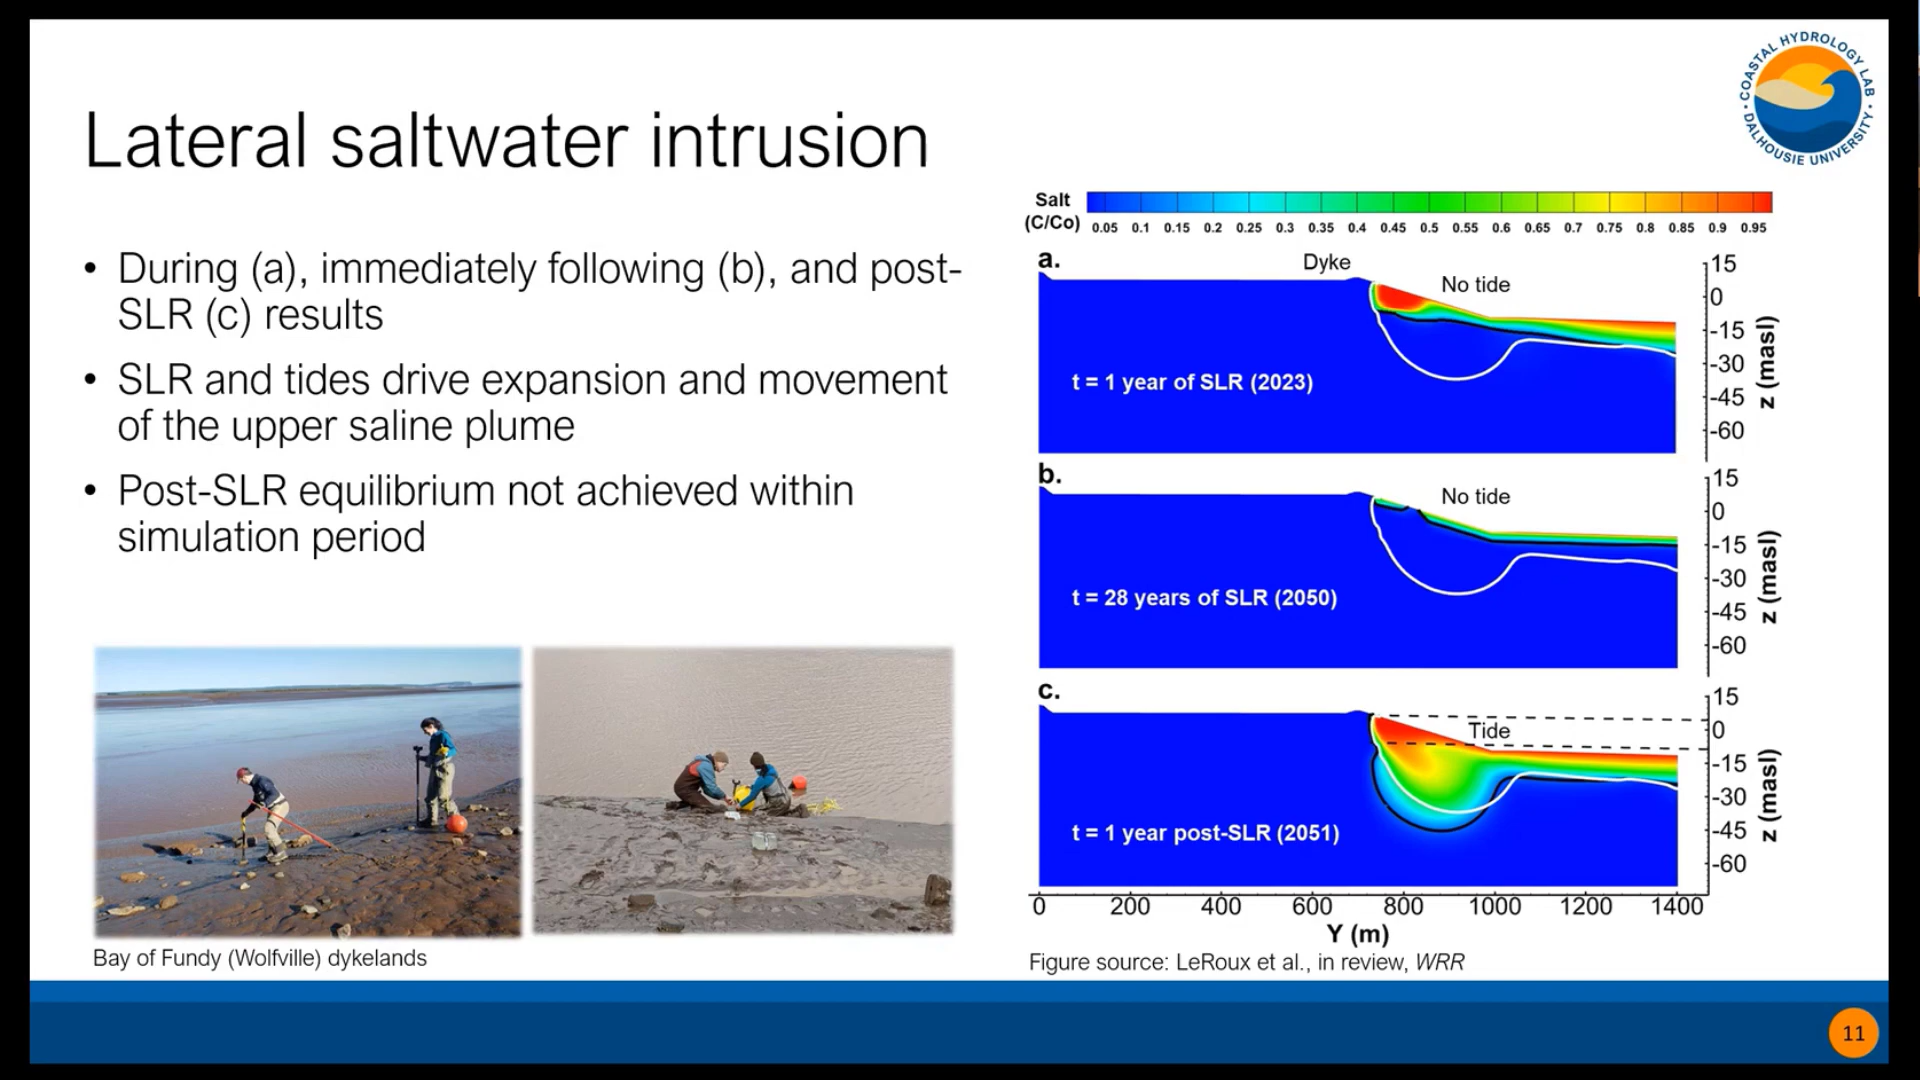 COASTAL HYDROLOGY LAB
DALHOUSIE UNIVERSITY
Lateral saltwater intrusion
• During (a), immediately following (b), and post-
SLR (c) results
• SLR and tides drive expansion and movement
of the upper saline plume
• Post-SLR equilibrium not achieved within
simulation period
Bay of Fundy (Wolfville) dykelands
Salt
(C/Co)
0.05 0.1 0.15 0.2 0.25 0.3 0.35 0.4 0.45 0.5 0.55 0.6 0.65 0.7 0.75 0.8 0.85 0.9 0.95
a.
Dyke
No tide
t = 1 year of SLR (2023)
15
0
-15
-30
-45
-60
z (masl)
b.
No tide
t = 28 years of SLR (2050)
15
0
-15
-30
-45
-60
z (masl)
c.
Tide
t = 1 year post-SLR (2051)
15
0
-15
-30
-45
-60
z (masl)
0 200 400 600 800 1000 1200 1400
Y (m)
Figure source: LeRoux et al., in review, WRR
11